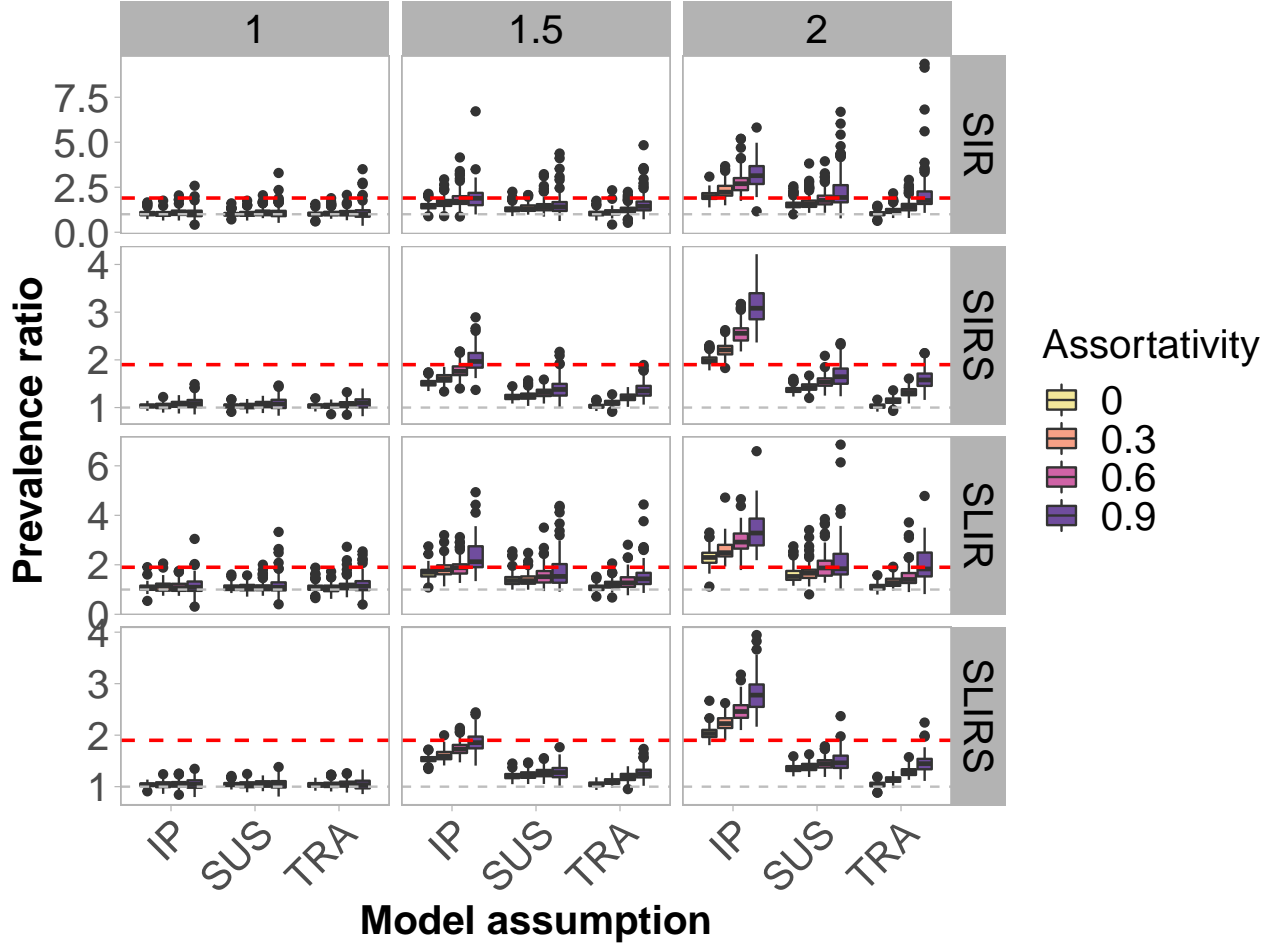 1 1.5 2
7.5
5.0
2.5
0.0
SIR
4
3
2
1
SIRS
6
4
2
0
SLIR
4
3
2
1
SLIRS
Prevalence ratio
IP SUS TRA IP SUS TRA IP SUS TRA
Model assumption
Assortativity
0
0.3
0.6
0.9